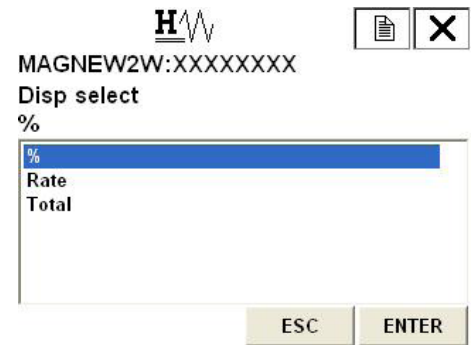 H
MAGNEW2W:XXXXXXXX
Disp select
%
%
Rate
Total
ESC
ENTER